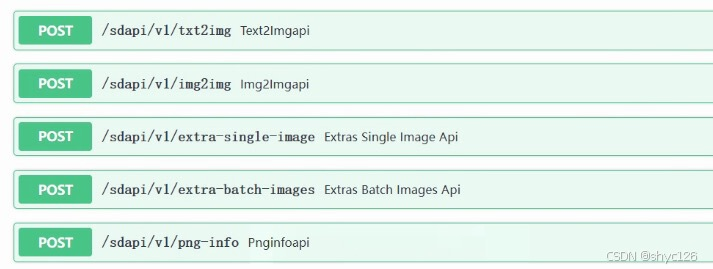 POST /sdapi/v1/txt2img Text2Imgapi
POST /sdapi/v1/img2img Img2Imgapi
POST /sdapi/v1/extra-single-image Extras Single Image Api
POST /sdapi/v1/extra-batch-images Extras Batch Images Api
POST /sdapi/v1/png-info Pnginfoapi
CSDN @shyc126